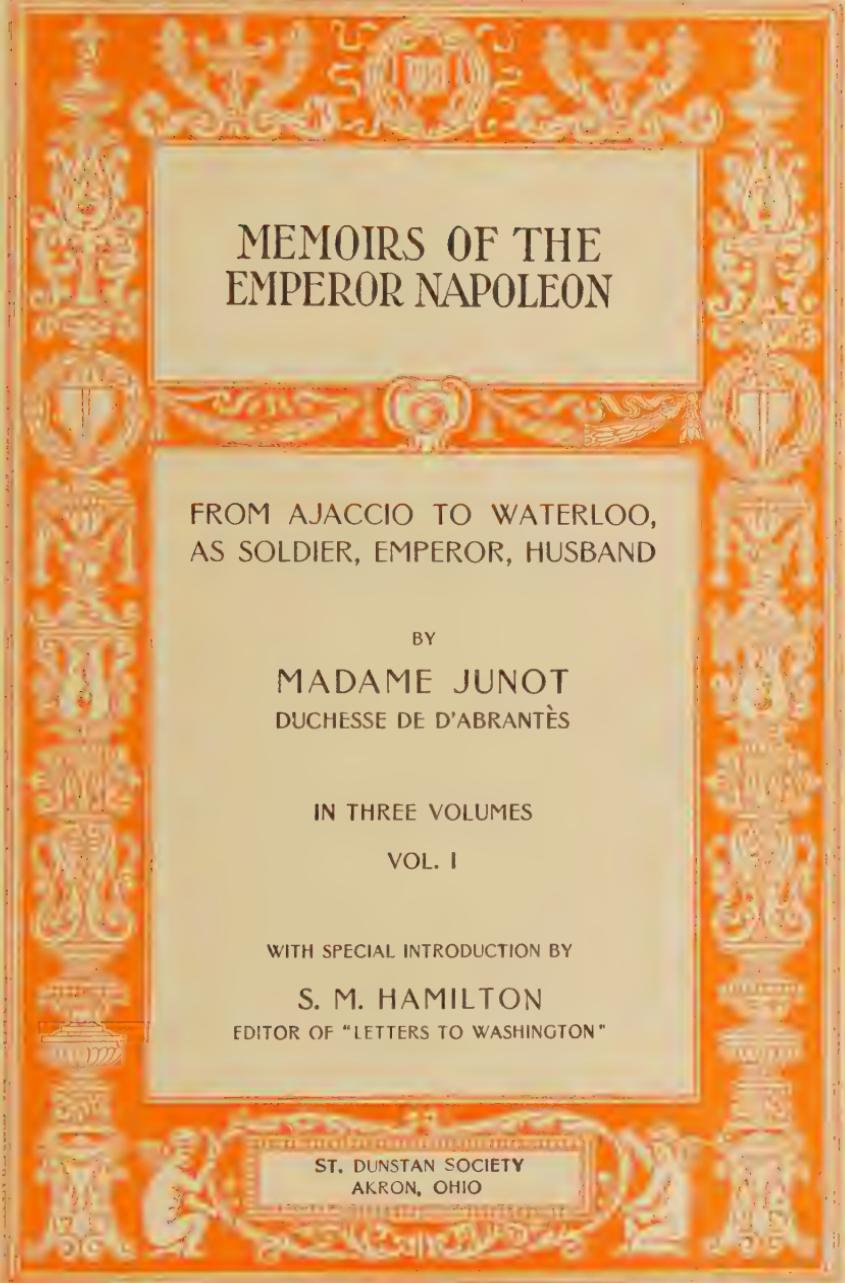 MEMOIRS OF THE
EMPEROR NAPOLEON
FROM AJACCIO TO WATERLOO,
AS SOLDIER, EMPEROR, HUSBAND
BY
MADAME JUNOT
DUCHESSE DE D'ABRANTÈS
IN THREE VOLUMES
VOL. I
WITH SPECIAL INTRODUCTION BY
S. M. HAMILTON
EDITOR OF "LETTERS TO WASHINGTON"
ST. DUNSTAN SOCIETY
AKRON, OHIO